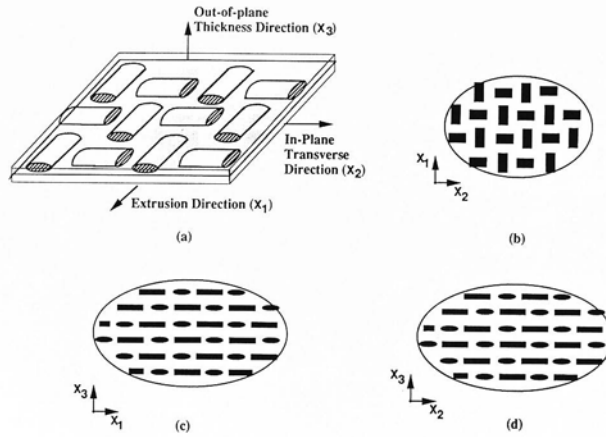 Out-of-plane
Thickness Direction (X3)
In-Plane
Transverse
Direction (X2)
Extrusion Direction (X1)
(a)
X1
X2
(b)
X3
X1
(c)
X3
X2
(d)